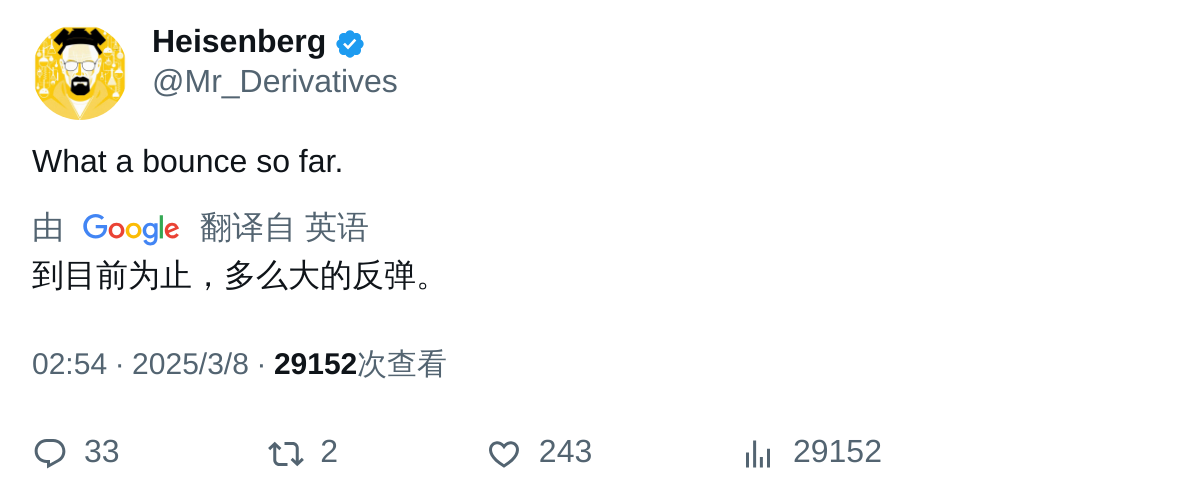 Heisenberg
@Mr_Derivatives
What a bounce so far.
由 Google 翻译自 英语
到目前为止，多么大的反弹。
02:54 · 2025/3/8 · 29152次查看
33 2 243 29152